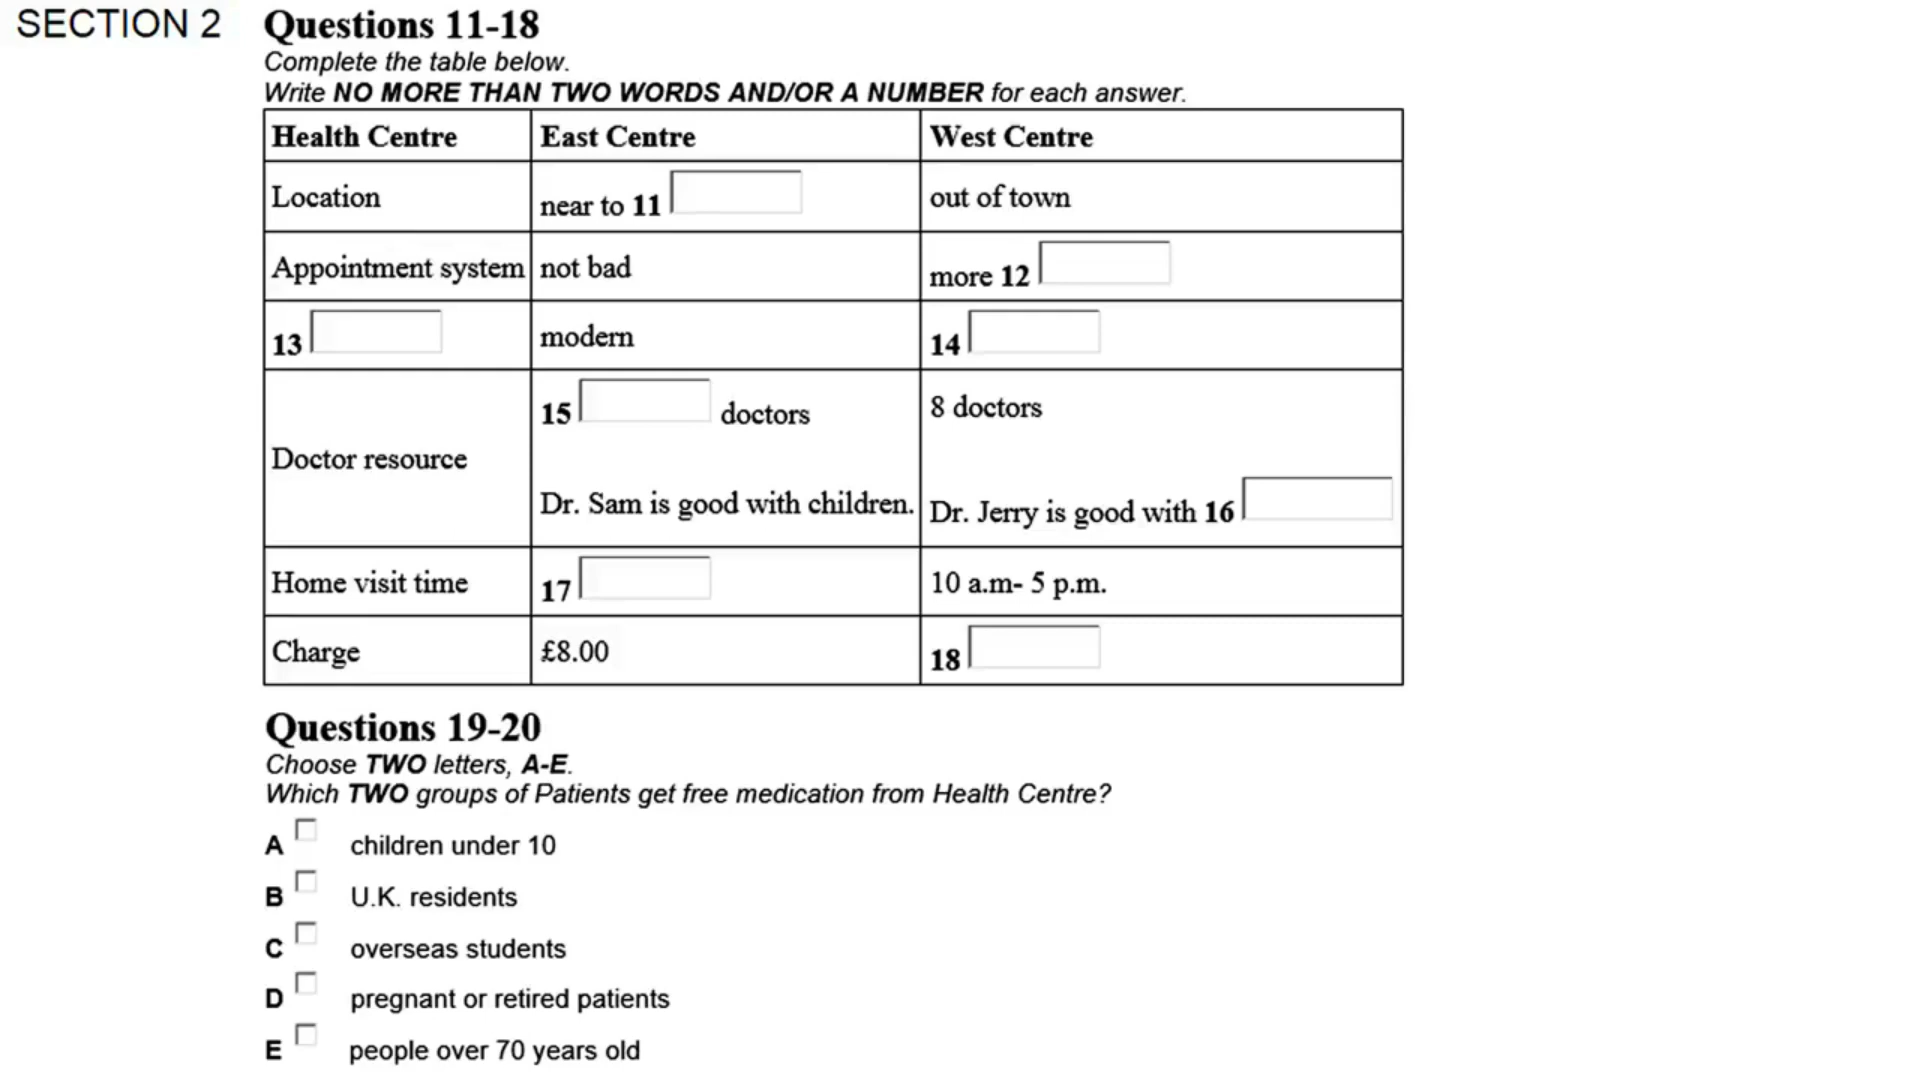 SECTION 2
Questions 11-18
Complete the table below.
Write NO MORE THAN TWO WORDS AND/OR A NUMBER for each answer.
Health Centre East Centre West Centre
Location near to 11 out of town
Appointment system not bad more 12
13 modern 14
Doctor resource 15 doctors 8 doctors
Dr. Sam is good with children. Dr. Jerry is good with 16
Home visit time 17 10 a.m- 5 p.m.
Charge £8.00 18
Questions 19-20
Choose TWO letters, A-E.
Which TWO groups of Patients get free medication from Health Centre?
A children under 10
B U.K. residents
C overseas students
D pregnant or retired patients
E people over 70 years old